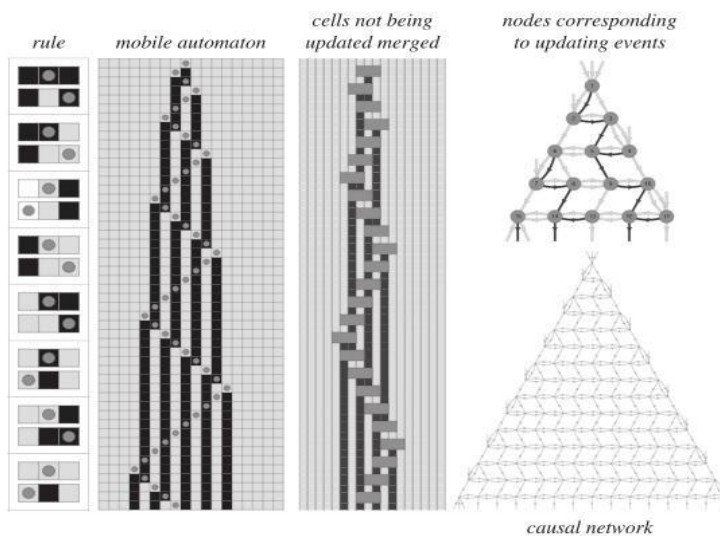 rule
mobile automaton
cells not being
updated merged
nodes corresponding
to updating events
causal network